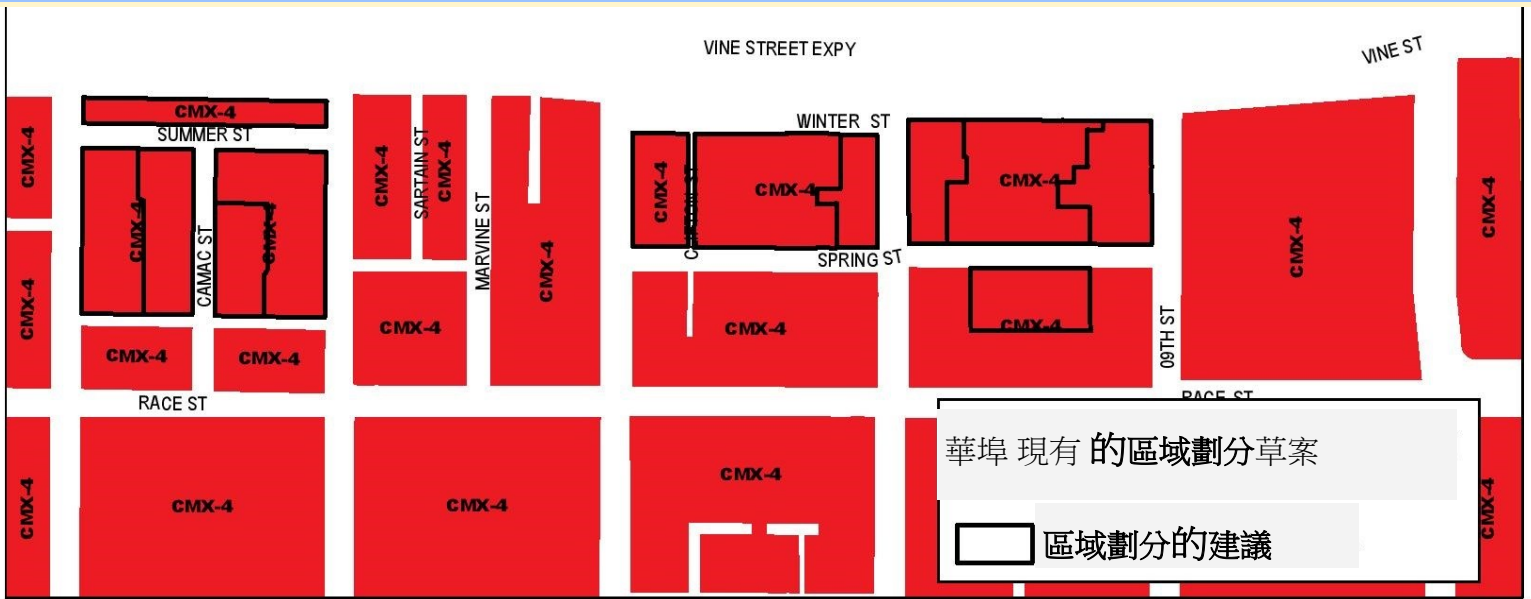 VINE STREET EXPY
VINE ST
CMX-4
SUMMER ST
WINTER ST
CMX-4
CMX-4
CMX-4
SARTAIN ST
CMX-4
MARVINE ST
CMX-4
CMX-4
CMX-4
CMX-4
CMX-4
CMX-4
CMX-4
CAMAC ST
CMX-4
SPRING ST
CMX-4
CMX-4
CMX-4
CMX-4
CMX-4
CMX-4
CMX-4
09TH ST
RACE ST
RACE ST
CMX-4
CMX-4
CMX-4
CMX-4
CMX-4
華埠 現有 的區域劃分草案
區域劃分的建議